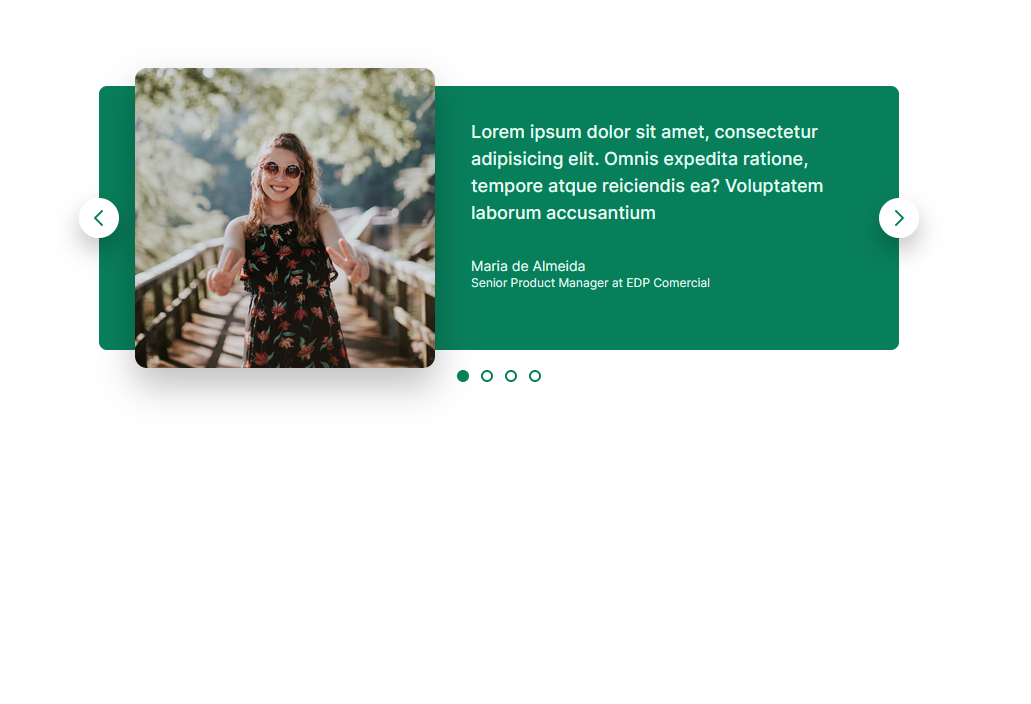 Lorem ipsum dolor sit amet, consectetur
adipisicing elit. Omnis expedita ratione,
tempore atque reiciendis ea? Voluptatem
laborum accusantium
Maria de Almeida
Senior Product Manager at EDP Comercial